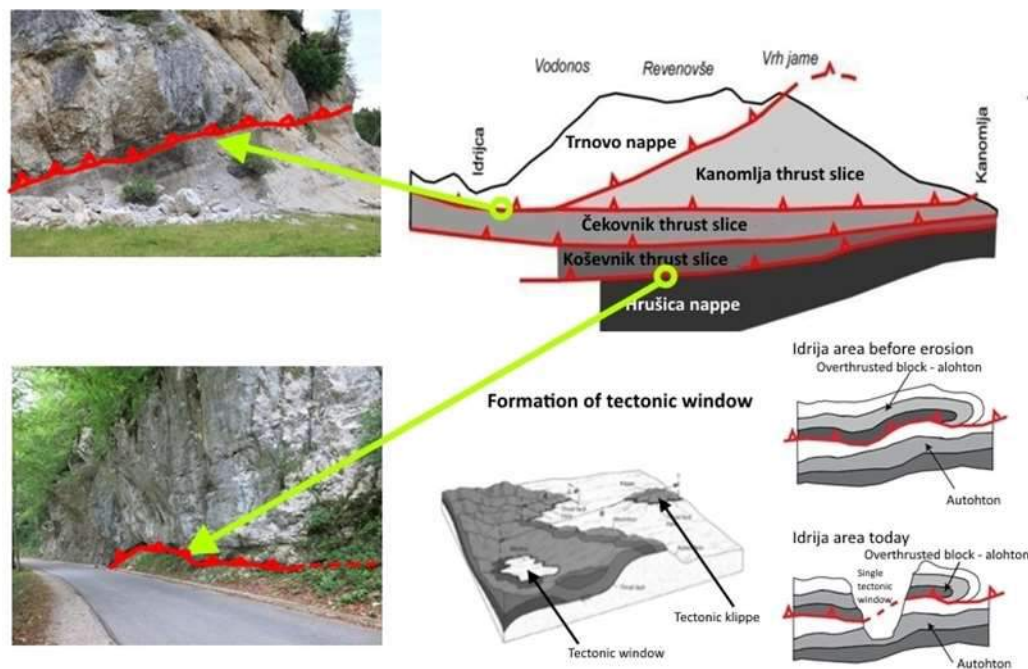 Vodonos
Revenovše
Vrh jame
Idrijca
Kanomlja
Trnovo nappe
Kanomlja thrust slice
Čekovnik thrust slice
Koševnik thrust slice
Hrušica nappe
Formation of tectonic window
Tectonic window
Tectonic klippe
Idrija area before erosion
Overthrusted block - alohton
Autohton
Idrija area today
Overthrusted block - alohton
Single
tectonic
window
Autohton